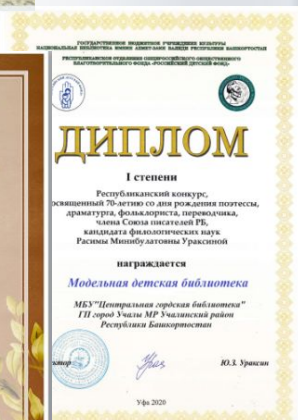 ГОСУДАРСТВЕННОЕ БЮДЖЕТНОЕ УЧРЕЖДЕНИЕ КУЛЬТУРЫ
НАЦИОНАЛЬНАЯ БИБЛИОТЕКА ИМЕНИ АХМЕТ-ЗАКИ ВАЛИДИ РЕСПУБЛИКИ БАШКОРТОСТАН
РЕСПУБЛИКАНСКОЕ ОТДЕЛЕНИЕ ОБЩЕРОССИЙСКОГО ОБЩЕСТВЕННОГО
БЛАГОТВОРИТЕЛЬНОГО ФОНДА «РОССИЙСКИЙ ДЕТСКИЙ ФОНД»
ДИПЛОМ
I степени
Республиканский конкурс,
освященный 70-летию со дня рождения поэтессы,
драматурга, фольклориста, переводчика,
члена Союза писателей РБ,
кандидата филологических наук
Расимы Минибулатовны Ураксиной
награждается
Модельная детская библиотека
МБУ"Центральная гордская библиотека"
ГП город Учалы МР Учалинский район
Республики Башкортостан
ктор Ю.З. Ураксин
Уфа 2020